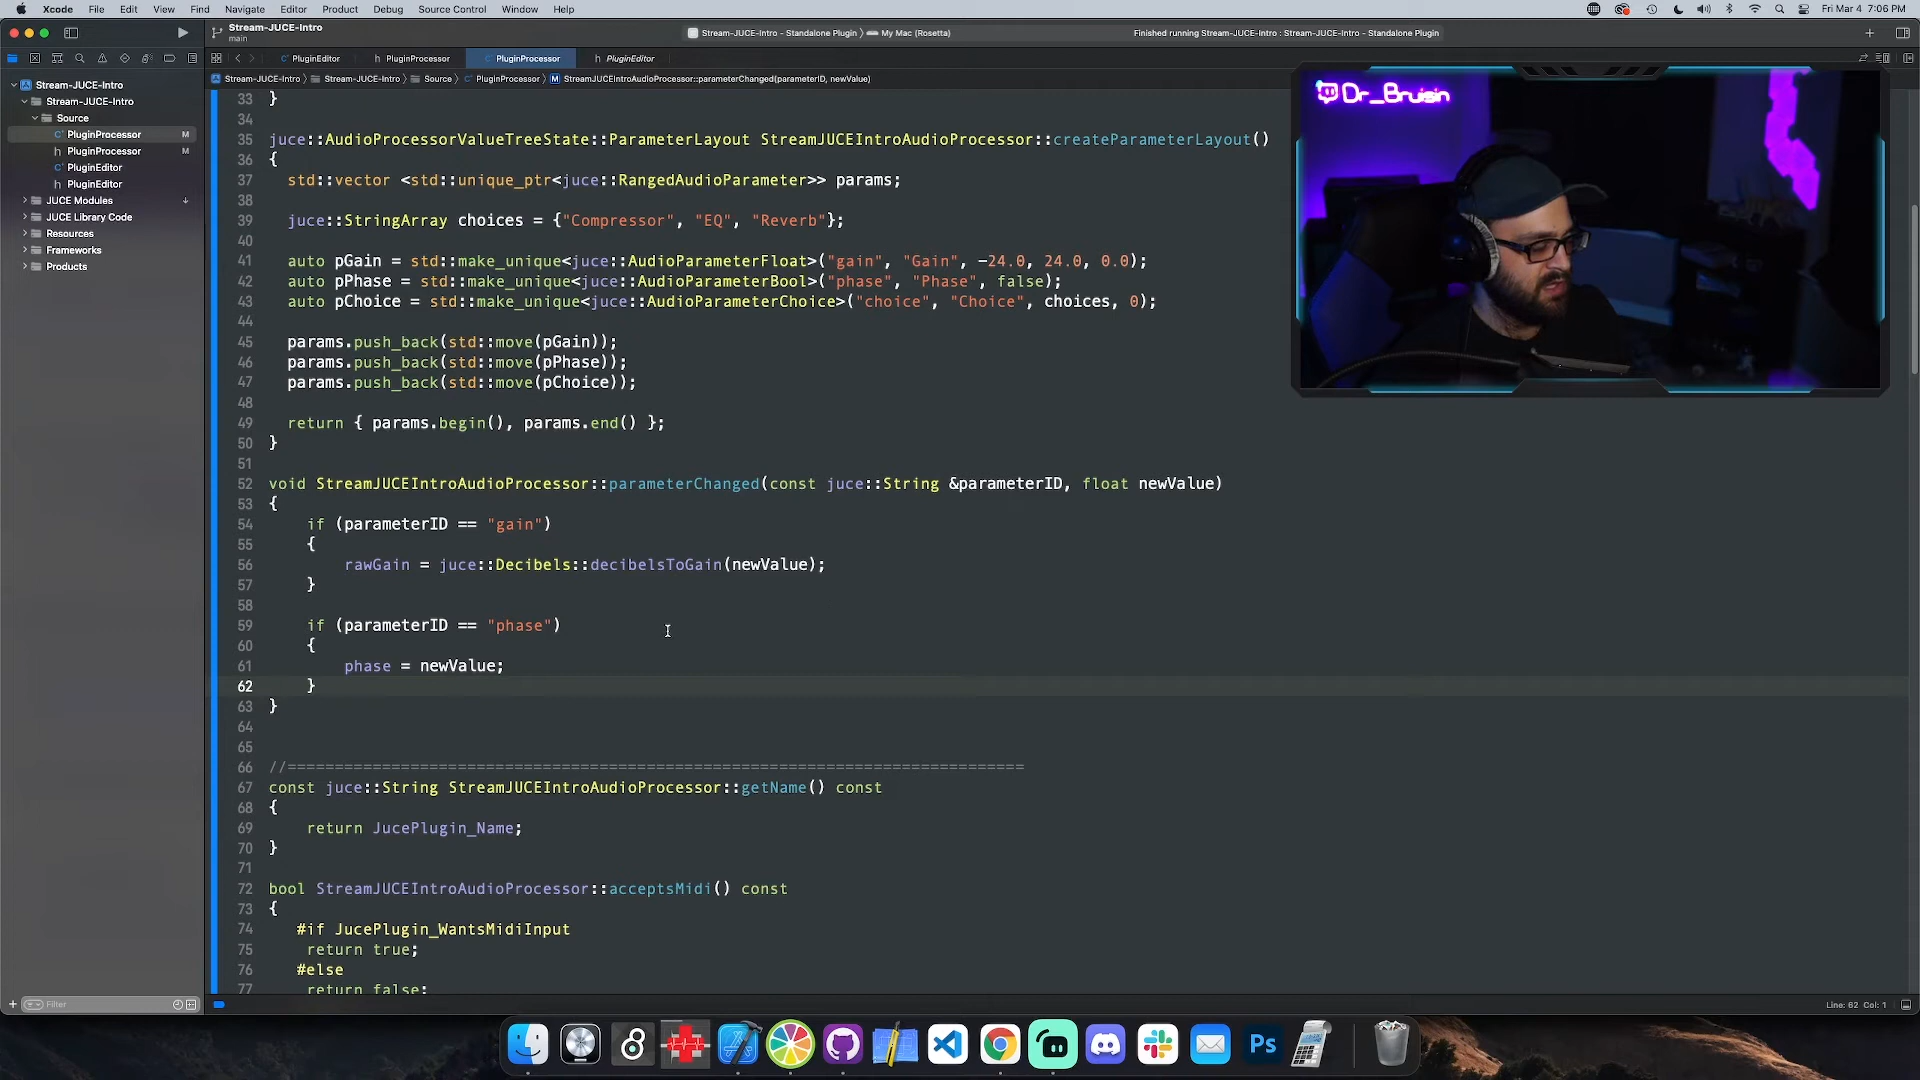 Xcode File Edit View Find Navigate Editor Product Debug Source Control Window Help Fri Mar 4 7:06 PM
Stream-JUCE-Intro
main
Stream-JUCE-Intro - Standalone Plugin 〉 My Mac (Rosetta)
Finished running Stream-JUCE-Intro : Stream-JUCE-Intro - Standalone Plugin
PluginEditor PluginProcessor PluginProcessor PluginEditor
Stream-JUCE-Intro 〉 Stream-JUCE-Intro 〉 Source 〉 PluginProcessor 〉 M StreamJUCEIntroAudioProcessor::parameterChanged(parameterID, newValue)
Stream-JUCE-Intro
Stream-JUCE-Intro
Source
PluginProcessor M
PluginProcessor M
PluginEditor
PluginEditor
JUCE Modules
JUCE Library Code
Resources
Frameworks
Products
Filter
Dr_Bruisin
33 }
34
35 juce::AudioProcessorValueTreeState::ParameterLayout StreamJUCEIntroAudioProcessor::createParameterLayout()
36 {
37 std::vector <std::unique_ptr<juce::RangedAudioParameter>> params;
38
39 juce::StringArray choices = {"Compressor", "EQ", "Reverb"};
40
41 auto pGain = std::make_unique<juce::AudioParameterFloat>("gain", "Gain", -24.0, 24.0, 0.0);
42 auto pPhase = std::make_unique<juce::AudioParameterBool>("phase", "Phase", false);
43 auto pChoice = std::make_unique<juce::AudioParameterChoice>("choice", "Choice", choices, 0);
44
45 params.push_back(std::move(pGain));
46 params.push_back(std::move(pPhase));
47 params.push_back(std::move(pChoice));
48
49 return { params.begin(), params.end() };
50 }
51
52 void StreamJUCEIntroAudioProcessor::parameterChanged(const juce::String &parameterID, float newValue)
53 {
54 if (parameterID == "gain")
55 {
56 rawGain = juce::Decibels::decibelsToGain(newValue);
57 }
58
59 if (parameterID == "phase")
60 {
61 phase = newValue;
62 }
63 }
64
65
66 //==============================================================================
67 const juce::String StreamJUCEIntroAudioProcessor::getName() const
68 {
69 return JucePlugin_Name;
70 }
71
72 bool StreamJUCEIntroAudioProcessor::acceptsMidi() const
73 {
74 #if JucePlugin_WantsMidiInput
75 return true;
76 #else
77 return false;
Line: 62 Col: 1
Ps